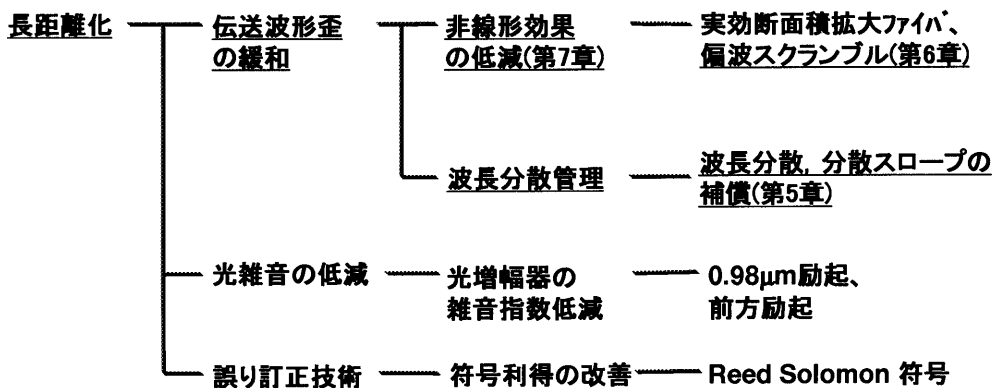 長距離化
伝送波形歪
の緩和
非線形効果
の低減(第7章)
実効断面積拡大ﾌｧｲﾊﾞ、
偏波スクランブル(第6章)
波長分散管理
波長分散, 分散スロープの
補償(第5章)
光雑音の低減
光増幅器の
雑音指数低減
0.98μm励起、
前方励起
誤り訂正技術
符号利得の改善
Reed Solomon 符号